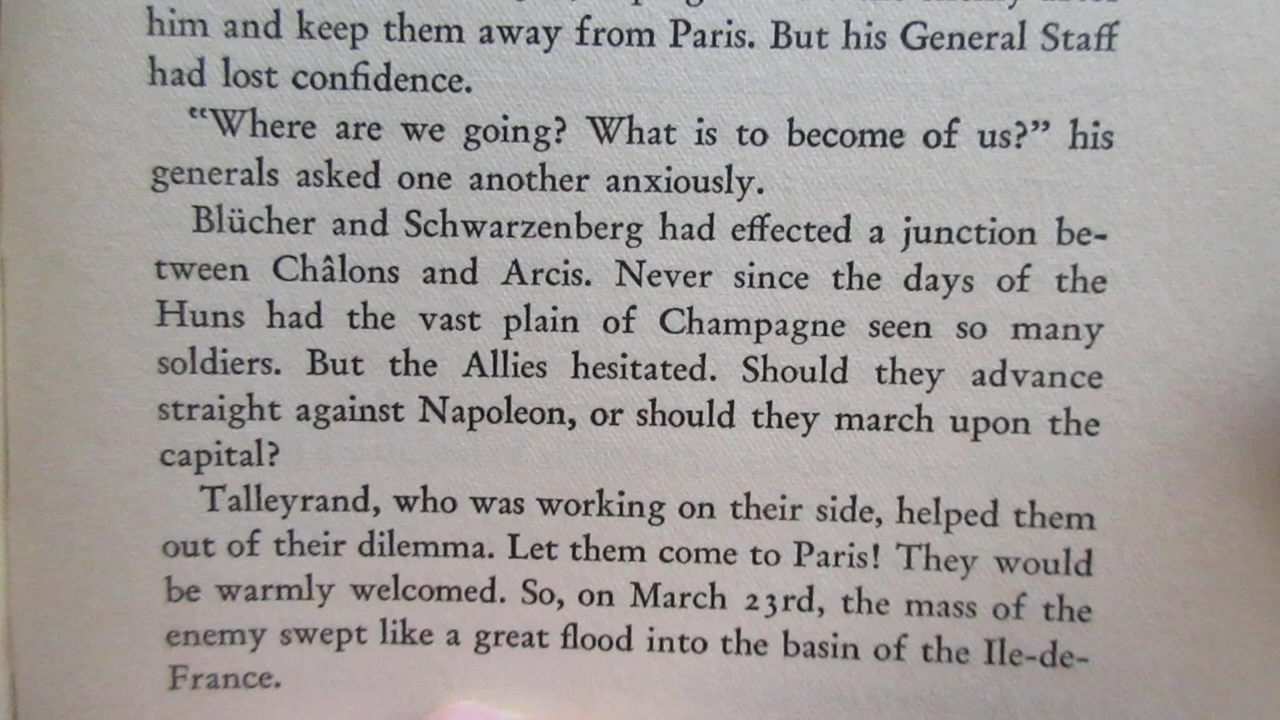 him and keep them away from Paris. But his General Staff
had lost confidence.
“Where are we going? What is to become of us?” his
generals asked one another anxiously.
Blücher and Schwarzenberg had effected a junction be-
tween Châlons and Arcis. Never since the days of the
Huns had the vast plain of Champagne seen so many
soldiers. But the Allies hesitated. Should they advance
straight against Napoleon, or should they march upon the
capital?
Talleyrand, who was working on their side, helped them
out of their dilemma. Let them come to Paris! They would
be warmly welcomed. So, on March 23rd, the mass of the
enemy swept like a great flood into the basin of the Ile-de-
France.